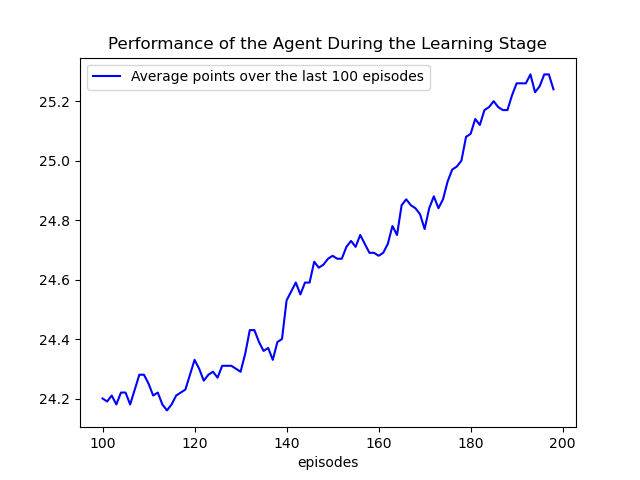 Performance of the Agent During the Learning Stage
Average points over the last 100 episodes
25.2
25.0
24.8
24.6
24.4
24.2
100 120 140 160 180 200
episodes